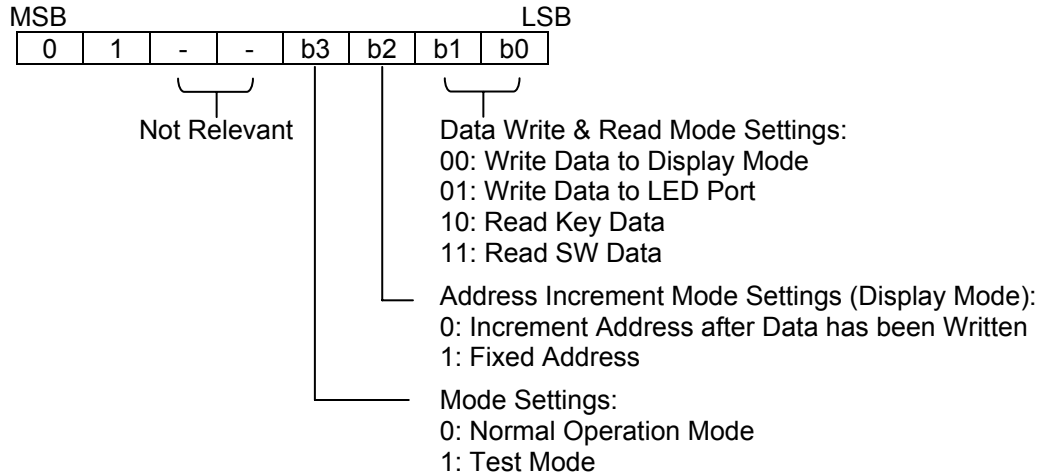 MSB LSB
0 1 - - b3 b2 b1 b0
Not Relevant
Data Write & Read Mode Settings:
00: Write Data to Display Mode
01: Write Data to LED Port
10: Read Key Data
11: Read SW Data
Address Increment Mode Settings (Display Mode):
0: Increment Address after Data has been Written
1: Fixed Address
Mode Settings:
0: Normal Operation Mode
1: Test Mode